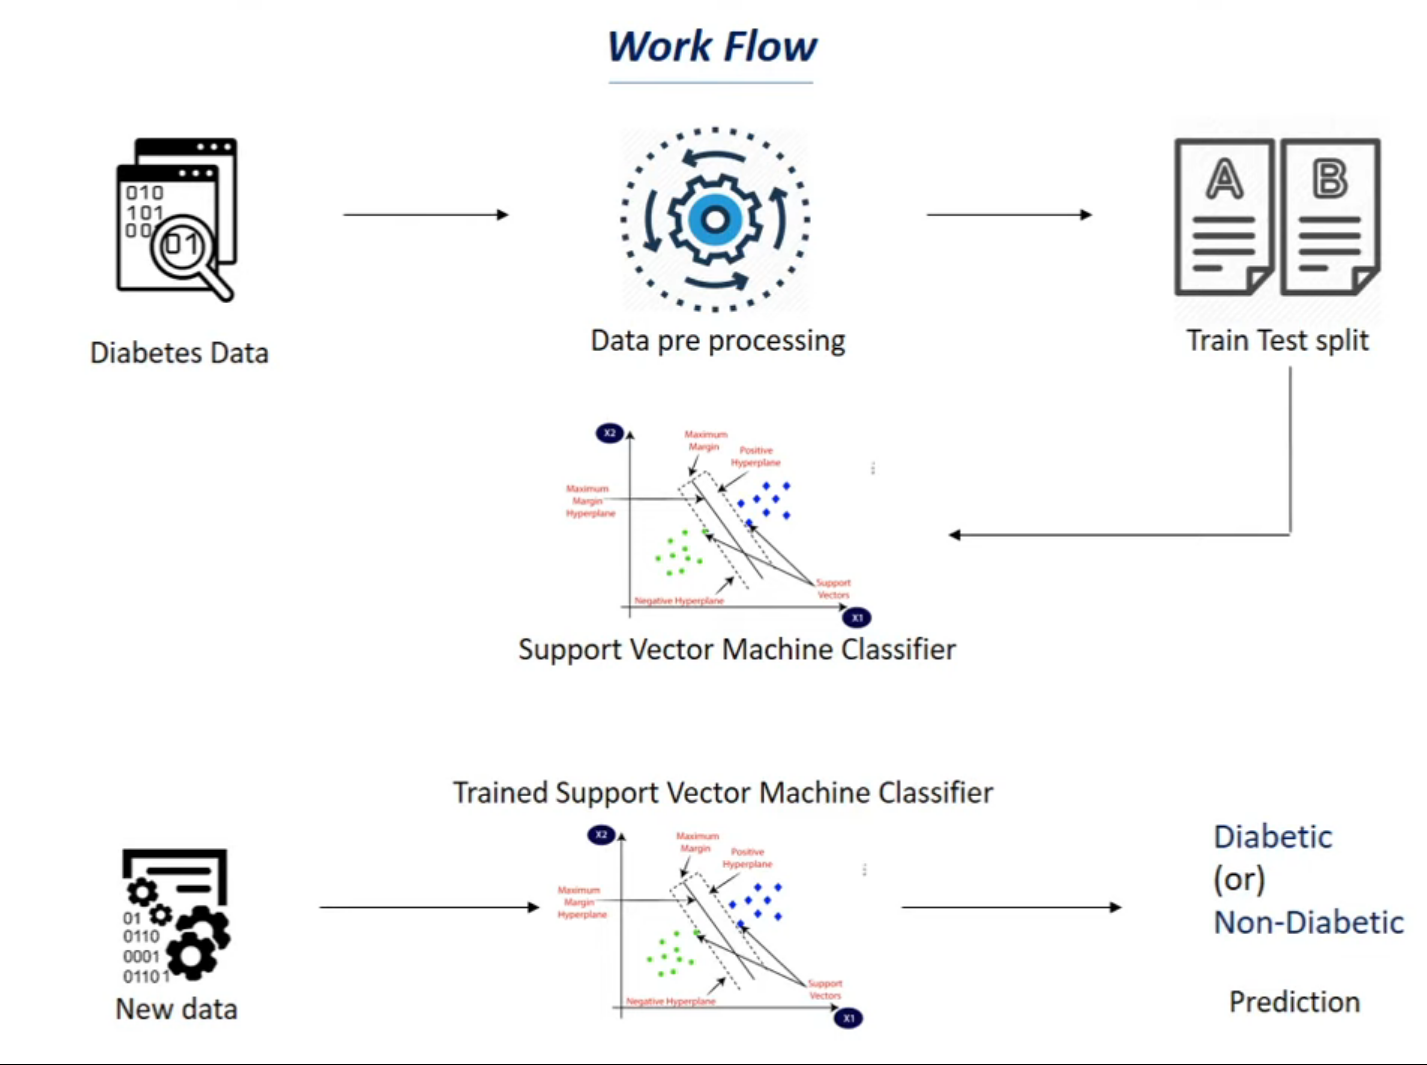 Work Flow
010
101
00
01
A
B
Diabetes Data
Data pre processing
Train Test split
X2
Maximum
Margin
Positive
Hyperplane
Maximum
Margin
Hyperplane
Support
Vectors
Negative Hyperplane
X1
Support Vector Machine Classifier
Trained Support Vector Machine Classifier
X2
Maximum
Margin
Positive
Hyperplane
Maximum
Margin
Hyperplane
Support
Vectors
Negative Hyperplane
X1
01
0110
0001
01101
New data
Diabetic
(or)
Non-Diabetic
Prediction